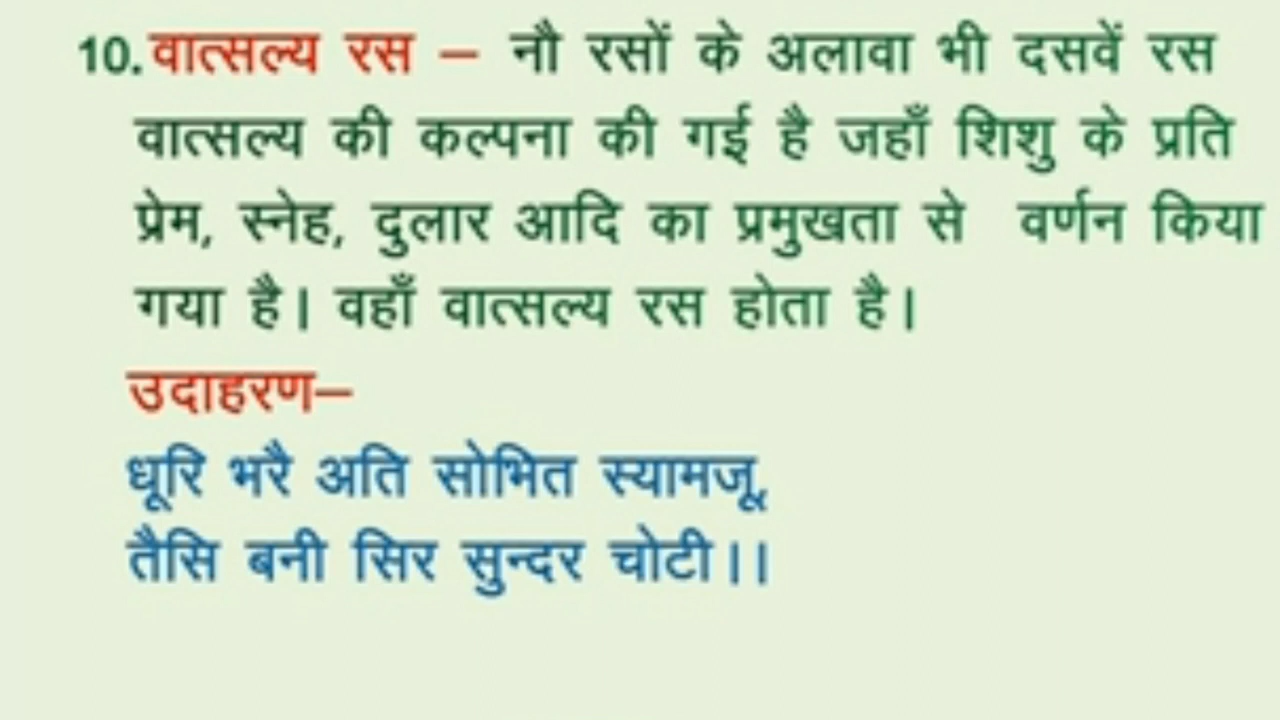 10. वात्सल्य रस – नौ रसों के अलावा भी दसवें रस
वात्सल्य की कल्पना की गई है जहाँ शिशु के प्रति
प्रेम, स्नेह, दुलार आदि का प्रमुखता से वर्णन किया
गया है। वहाँ वात्सल्य रस होता है।
उदाहरण–
धूरि भरै अति सोभित स्यामजू,
तैसि बनी सिर सुन्दर चोटी।।